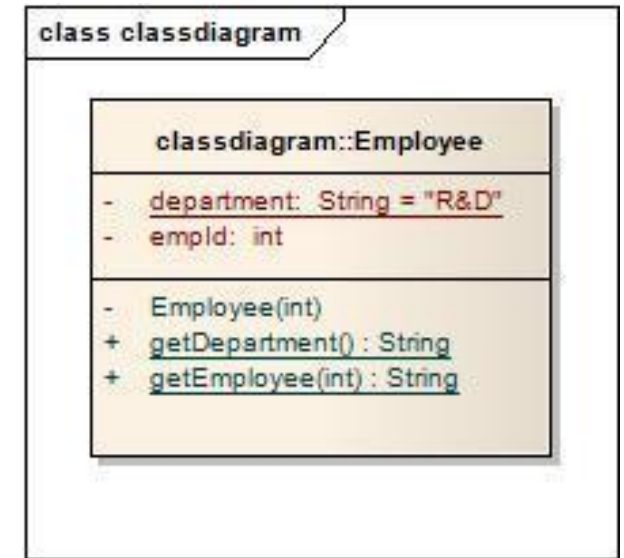 class classdiagram
classdiagram::Employee
- department: String = "R&D"
- empId: int
- Employee(int)
+ getDepartment() : String
+ getEmployee(int) : String